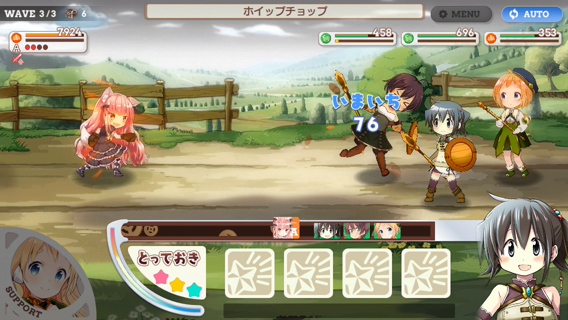 WAVE 3/3 6
ホイップチョップ
MENU
AUTO
7924
A
458
696
353
いまいち
76
とっておき
SUPPORT